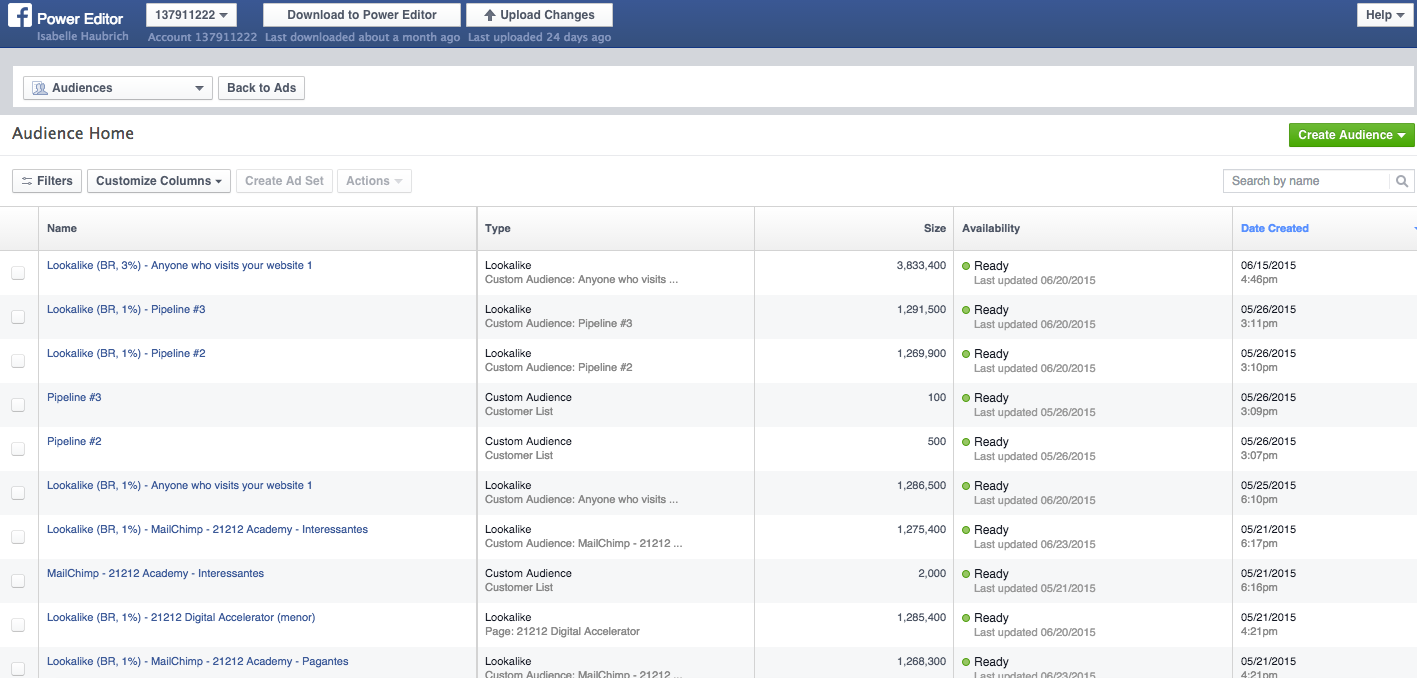 f Power Editor
Isabelle Haubrich
137911222
Account 137911222
Download to Power Editor
Last downloaded about a month ago
Upload Changes
Last uploaded 24 days ago
Help
Audiences
Back to Ads
Audience Home
Create Audience
Filters
Customize Columns
Create Ad Set
Actions
Search by name
Name Type Size Availability Date Created
Lookalike (BR, 3%) - Anyone who visits your website 1 Lookalike 3,833,400 Ready 06/15/2015
Custom Audience: Anyone who visits ... Last updated 06/20/2015 4:46pm
Lookalike (BR, 1%) - Pipeline #3 Lookalike 1,291,500 Ready 05/26/2015
Custom Audience: Pipeline #3 Last updated 06/20/2015 3:11pm
Lookalike (BR, 1%) - Pipeline #2 Lookalike 1,269,900 Ready 05/26/2015
Custom Audience: Pipeline #2 Last updated 06/20/2015 3:10pm
Pipeline #3 Custom Audience 100 Ready 05/26/2015
Customer List Last updated 05/26/2015 3:09pm
Pipeline #2 Custom Audience 500 Ready 05/26/2015
Customer List Last updated 05/26/2015 3:07pm
Lookalike (BR, 1%) - Anyone who visits your website 1 Lookalike 1,286,500 Ready 05/25/2015
Custom Audience: Anyone who visits ... Last updated 06/20/2015 6:10pm
Lookalike (BR, 1%) - MailChimp - 21212 Academy - Interessantes Lookalike 1,275,400 Ready 05/21/2015
Custom Audience: MailChimp - 21212 ... Last updated 06/23/2015 6:17pm
MailChimp - 21212 Academy - Interessantes Custom Audience 2,000 Ready 05/21/2015
Customer List Last updated 05/21/2015 6:16pm
Lookalike (BR, 1%) - 21212 Digital Accelerator (menor) Lookalike 1,285,400 Ready 05/21/2015
Page: 21212 Digital Accelerator Last updated 06/20/2015 4:21pm
Lookalike (BR, 1%) - MailChimp - 21212 Academy - Pagantes Lookalike 1,268,300 Ready 05/21/2015
Custom Audience: MailChimp - 21212 ... Last updated 06/23/2015 4:21pm